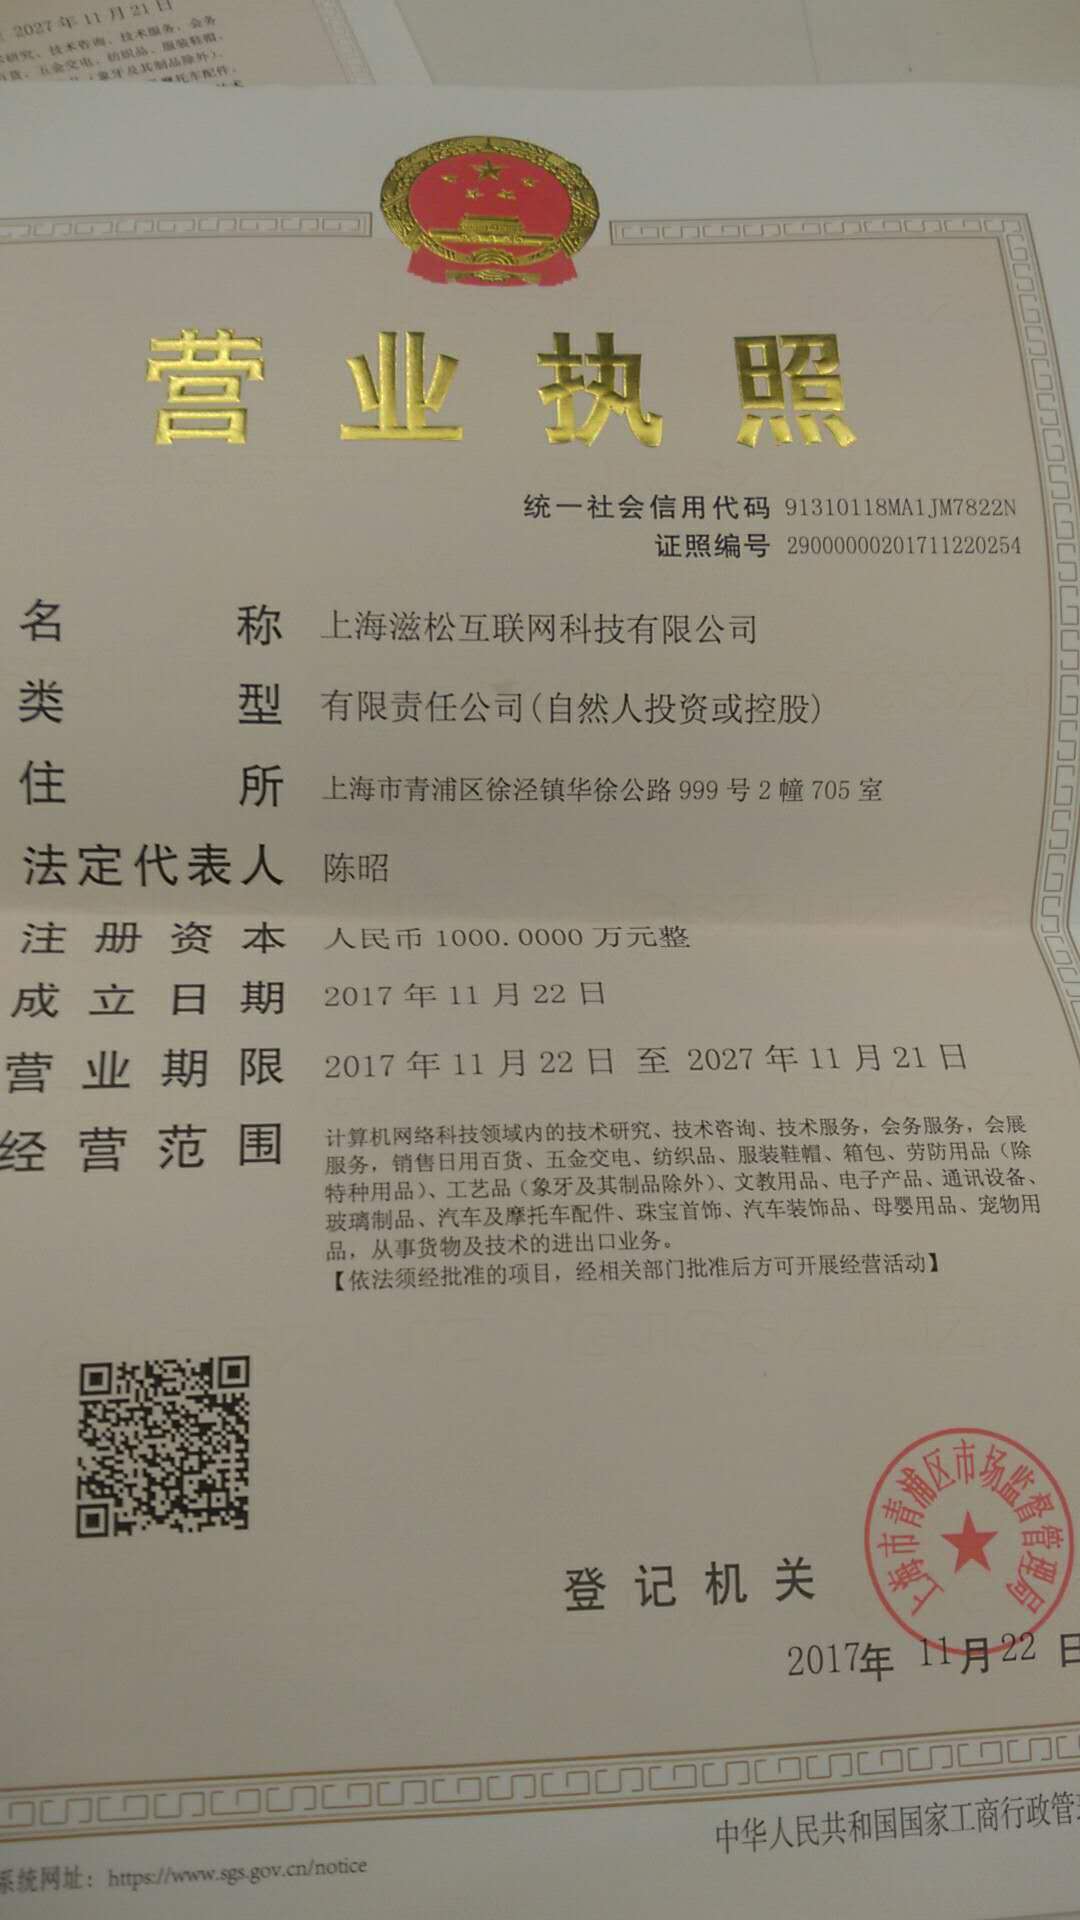 2027年11月21日
研究、技术咨询、技术服务，会务
百货、五金交电、纺织品、服装鞋帽、
（象牙及其制品除外）、
摩托车配件、
营业执照
统一社会信用代码 91310118MA1JM7822N
证照编号 29000000201711220254
名称 上海滋松互联网科技有限公司
类型 有限责任公司(自然人投资或控股)
住所 上海市青浦区徐泾镇华徐公路999号2幢705室
法定代表人 陈昭
注册资本 人民币1000.0000万元整
成立日期 2017年11月22日
营业期限 2017年11月22日 至 2027年11月21日
经营范围 计算机网络科技领域内的技术研究、技术咨询、技术服务，会务服务，会展
服务，销售日用百货、五金交电、纺织品、服装鞋帽、箱包、劳防用品（除
特种用品）、工艺品（象牙及其制品除外）、文教用品、电子产品、通讯设备、
玻璃制品、汽车及摩托车配件、珠宝首饰、汽车装饰品、母婴用品、宠物用
品，从事货物及技术的进出口业务。
【依法须经批准的项目，经相关部门批准后方可开展经营活动】
上海市青浦区市场监督管理局
登记机关
2017年 11月22日
中华人民共和国国家工商行政管
系统网址：https://www.sgs.gov.cn/notice